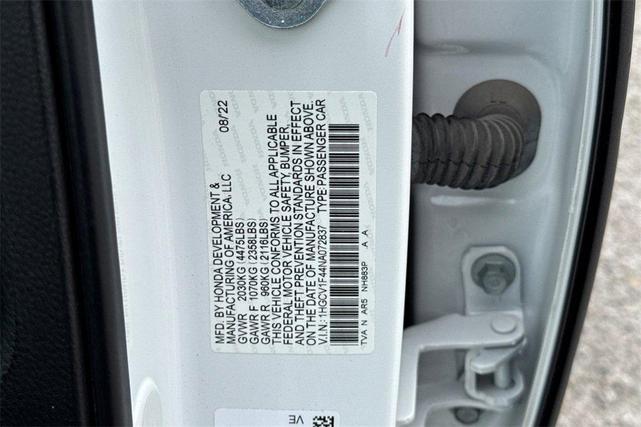 MFD. BY HONDA DEVELOPMENT & 08/22
MANUFACTURING OF AMERICA, LLC
GVWR 2030KG (4475LBS)
GAWR F 1070KG (2358LBS)
GAWR R 960KG (2116LBS)
THIS VEHICLE CONFORMS TO ALL APPLICABLE
FEDERAL MOTOR VEHICLE SAFETY, BUMPER,
AND THEFT PREVENTION STANDARDS IN EFFECT
ON THE DATE OF MANUFACTURE SHOWN ABOVE.
V.I.N.: 1HGCV1F44NA072837 TYPE: PASSENGER CAR
TVA N AR5 NH883P A A
VE